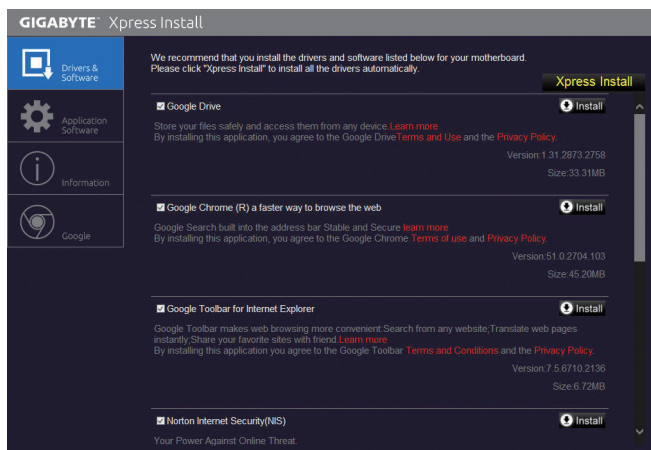 GIGABYTE™ Xpress Install
Drivers &
Software
Application
Software
Information
Google
We recommend that you install the drivers and software listed below for your motherboard.
Please click "Xpress Install" to install all the drivers automatically.
Xpress Install
Google Drive
Install
Store your files safely and access them from any device.Learn more
By installing this application, you agree to the Google DriveTerms and Use and the Privacy Policy.
Version:1.31.2873.2758
Size:33.31MB
Google Chrome (R) a faster way to browse the web
Install
Google Search built into the address bar Stable and Secure learn more
By installing this application, you agree to the Google Chrome Terms of use and Privacy Policy.
Version:51.0.2704.103
Size:45.20MB
Google Toolbar for Internet Explorer
Install
Google Toolbar makes web browsing more convenient.Search from any website;Translate web pages
instantly;Share your favorite sites with friend.Learn more
By installing this application you agree to the Google Toolbar Terms and Conditions and the Privacy Policy.
Version:7.5.6710.2136
Size:6.72MB
Norton Internet Security(NIS)
Install
Your Power Against Online Threat.